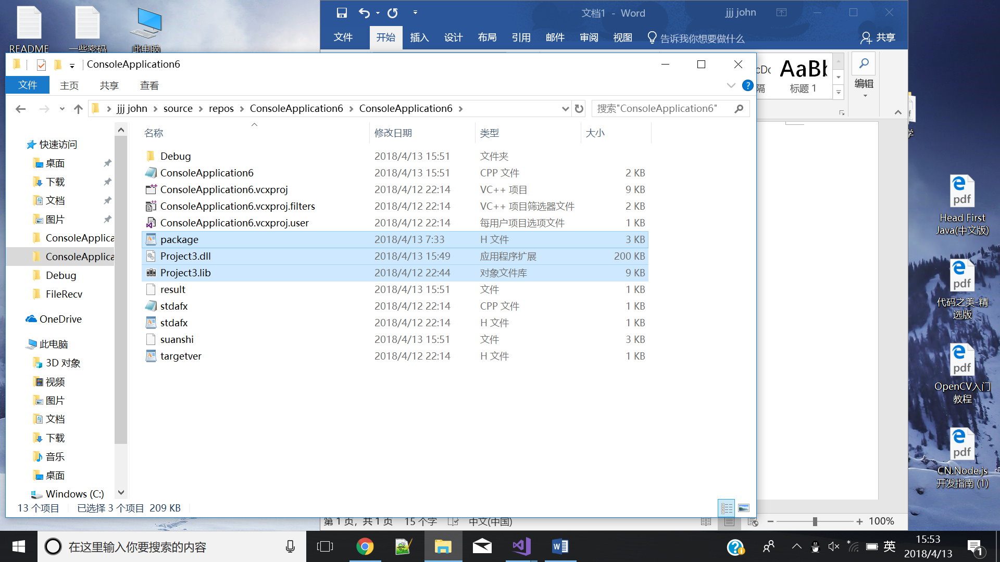 README
一些密码
此电脑
文档1 - Word
jjj john
文件 开始 插入 设计 布局 引用 邮件 审阅 视图 告诉我你想要做什么 共享
AaBb
标题 1
编辑
ConsoleApplication6
文件 主页 共享 查看
jjj john source repos ConsoleApplication6 ConsoleApplication6
搜索"ConsoleApplication6"
名称 修改日期 类型 大小
Debug 2018/4/13 15:51 文件夹
ConsoleApplication6 2018/4/13 15:51 CPP 文件 2 KB
ConsoleApplication6.vcxproj 2018/4/12 22:14 VC++ 项目 9 KB
ConsoleApplication6.vcxproj.filters 2018/4/12 22:14 VC++ 项目筛选器文件 2 KB
ConsoleApplication6.vcxproj.user 2018/4/12 22:14 每用户项目选项文件 1 KB
package 2018/4/13 7:33 H 文件 3 KB
Project3.dll 2018/4/13 15:49 应用程序扩展 200 KB
Project3.lib 2018/4/12 22:44 对象文件库 9 KB
result 2018/4/13 15:51 文件 1 KB
stdafx 2018/4/12 22:14 CPP 文件 1 KB
stdafx 2018/4/12 22:14 H 文件 1 KB
suanshi 2018/4/13 15:51 文件 3 KB
targetver 2018/4/12 22:14 H 文件 1 KB
快速访问
桌面
下载
文档
图片
ConsoleApplica
ConsoleApplica
Debug
FileRecv
OneDrive
此电脑
3D 对象
视频
图片
文档
下载
音乐
桌面
Windows (C:)
13 个项目 已选择 3 个项目 209 KB
第 1 页，共 1 页 15 个字 中文(中国) 100%
pdf
Head First
Java(中文版)
pdf
代码之美-精
选版
pdf
OpenCV入门
教程
pdf
CN.Node.js
开发指南 (1)
在这里输入你要搜索的内容
英
15:53
2018/4/13
1